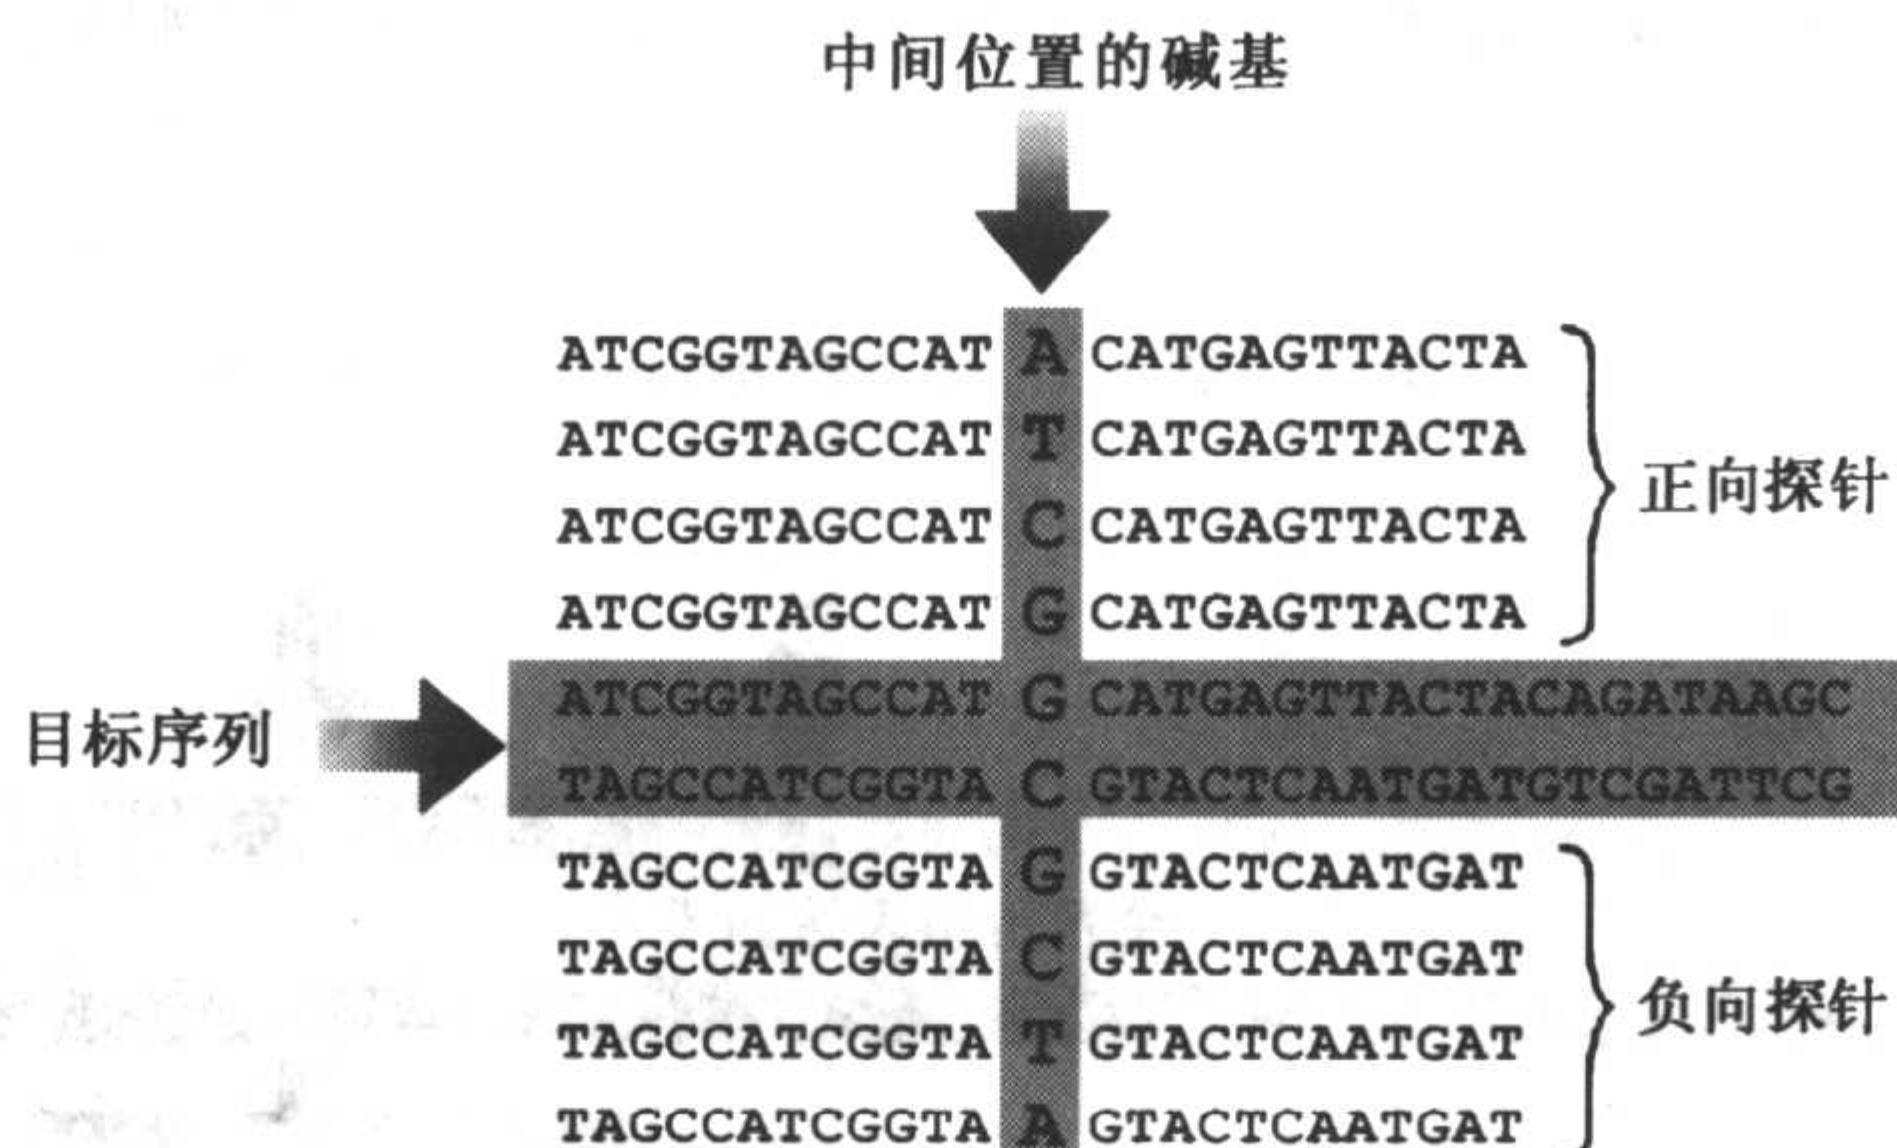 中间位置的碱基
ATCGGTAGCCAT A CATGAGTTACTA
ATCGGTAGCCAT T CATGAGTTACTA
ATCGGTAGCCAT C CATGAGTTACTA
ATCGGTAGCCAT G CATGAGTTACTA
正向探针
ATCGGTAGCCAT G CATGAGTTACTACAGATAAGC
目标序列
TAGCCATCGGTA C GTACTCAATGATGTCGATTCG
TAGCCATCGGTA G GTACTCAATGAT
TAGCCATCGGTA C GTACTCAATGAT
负向探针
TAGCCATCGGTA T GTACTCAATGAT
TAGCCATCGGTA A GTACTCAATGAT